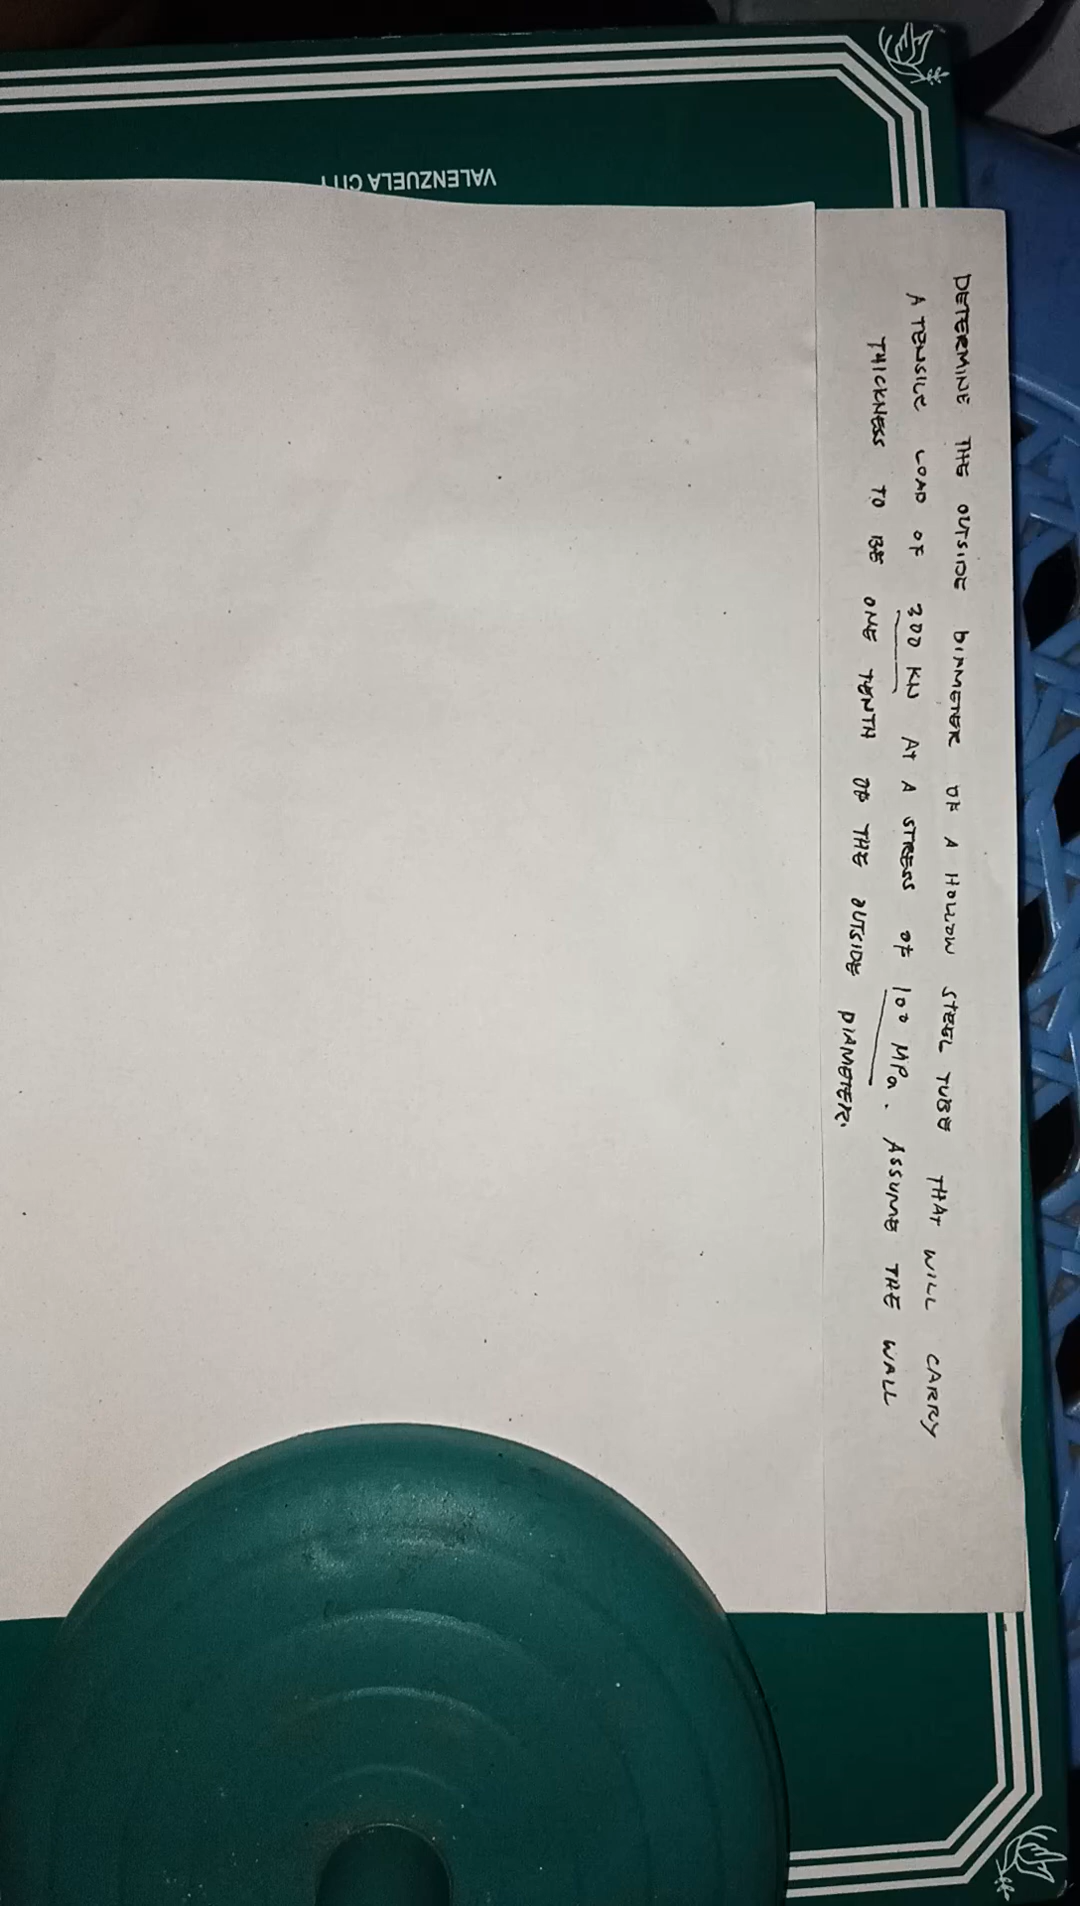 DETERMINE THE OUTSIDE DIAMETER OF A HOLLOW STEEL TUBE THAT WILL CARRY
A TENSILE LOAD OF 300 KN AT A STRESS OF 100 MPa. ASSUME THE WALL
THICKNESS TO BE ONE TENTH OF THE OUTSIDE DIAMETER.
VALENZUELA